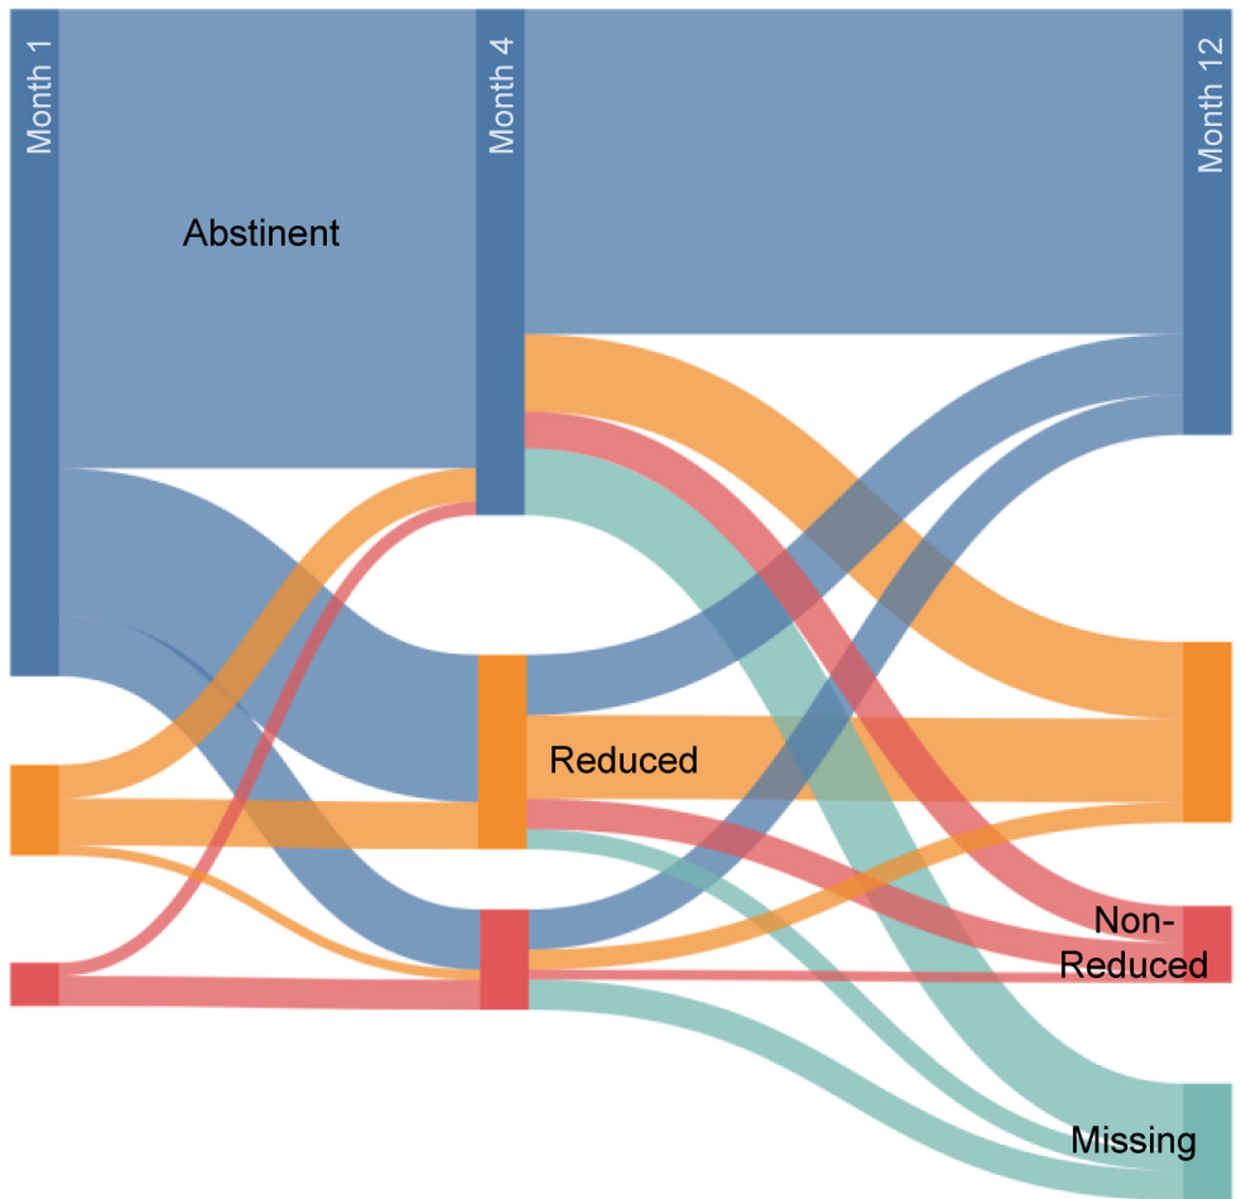 Month 1
Month 4
Month 12
Abstinent
Reduced
Non-
Reduced
Missing